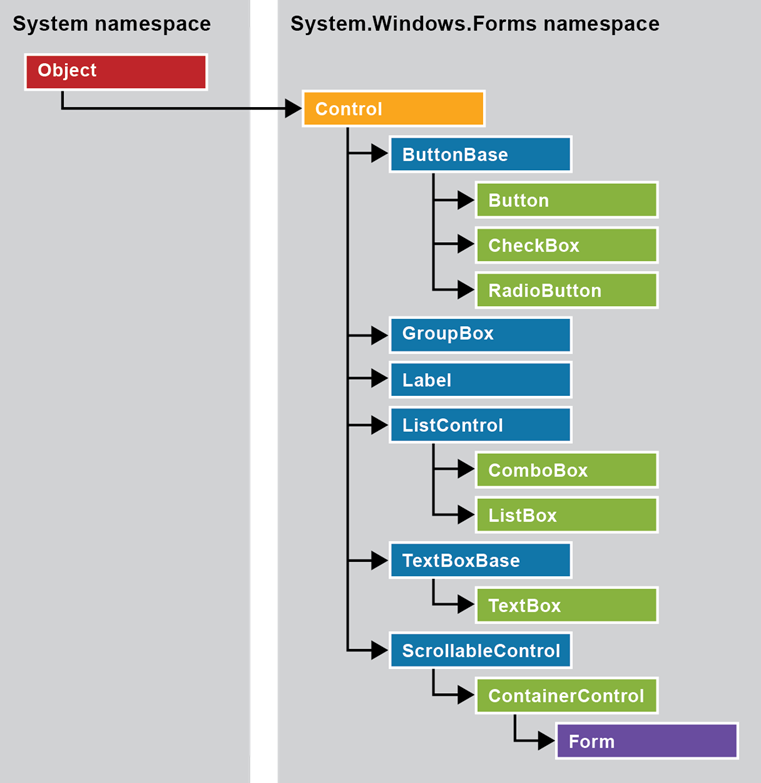 System namespace
System.Windows.Forms namespace
Object
Control
ButtonBase
Button
CheckBox
RadioButton
GroupBox
Label
ListControl
ComboBox
ListBox
TextBoxBase
TextBox
ScrollableControl
ContainerControl
Form